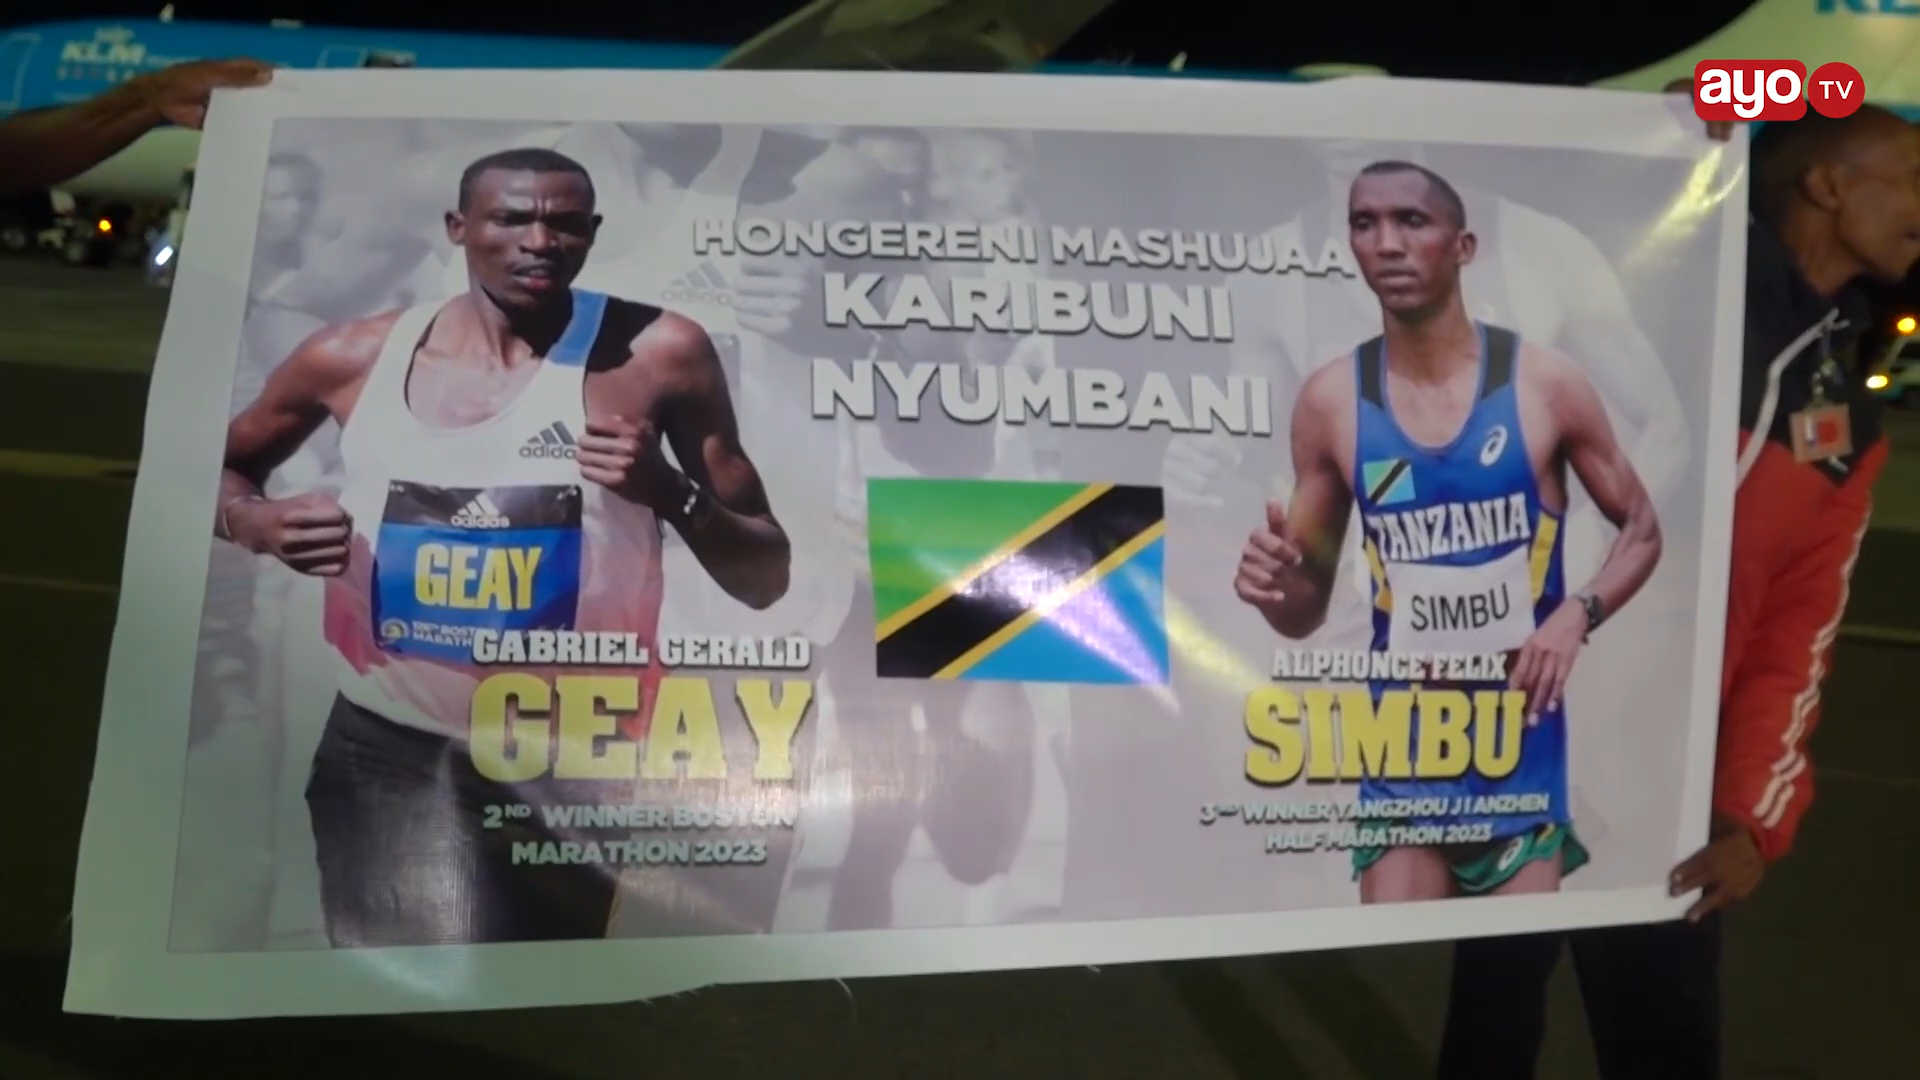 KLM
ayo TV
HONGERENI MASHUJAA
KARIBUNI
NYUMBANI
adidas
adidas
GEAY
GABRIEL GERALD
GEAY
2ND WINNER BOSTON
MARATHON 2023
TANZANIA
SIMBU
ALPHONCE FELIX
SIMBU
3RD WINNER YANGZHOU JIANZHEN
HALF MARATHON 2023